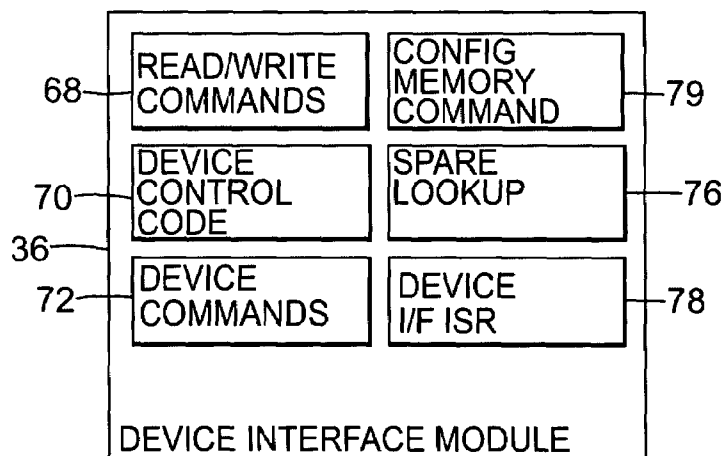 68
READ/WRITE
COMMANDS
CONFIG
MEMORY
COMMAND
79
70
DEVICE
CONTROL
CODE
SPARE
LOOKUP
76
36
72
DEVICE
COMMANDS
DEVICE
I/F ISR
78
DEVICE INTERFACE MODULE